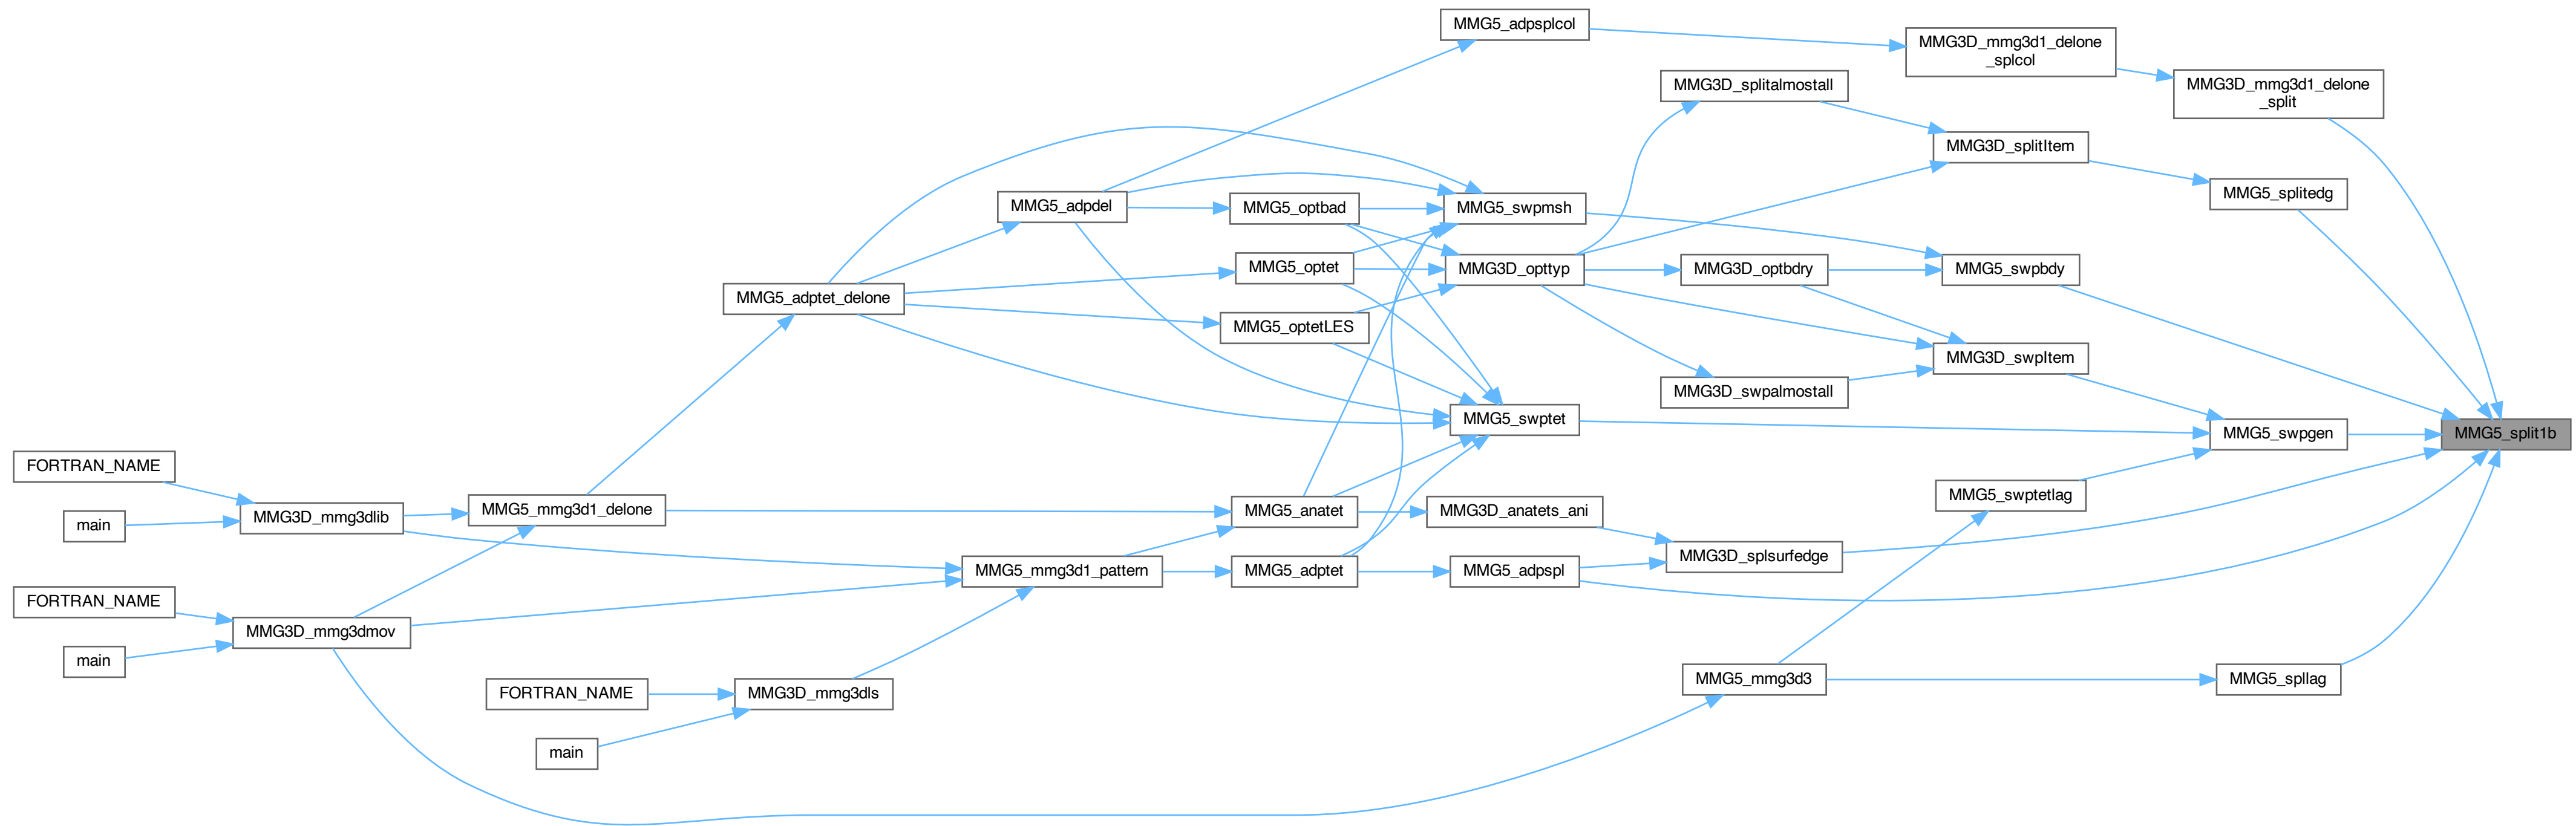 MMG5_adpsplcol
MMG3D_mmg3d1_delone
_splcol
MMG3D_splitalmostall
MMG3D_mmg3d1_delone
_split
MMG3D_splitItem
MMG5_splitedg
MMG5_adpdel
MMG5_optbad
MMG5_swpmsh
MMG5_optet
MMG3D_opttyp
MMG3D_optbdry
MMG5_swpbdy
MMG5_adptet_delone
MMG5_optetLES
MMG3D_swpItem
MMG3D_swpalmostall
MMG5_swptet
MMG5_swpgen
MMG5_split1b
FORTRAN_NAME
MMG5_swptetlag
main
MMG3D_mmg3dlib
MMG5_mmg3d1_delone
MMG5_anatet
MMG3D_anatets_ani
MMG3D_splsurfedge
MMG5_mmg3d1_pattern
MMG5_adptet
MMG5_adpspl
FORTRAN_NAME
MMG3D_mmg3dmov
main
MMG5_mmg3d3
MMG5_spllag
FORTRAN_NAME
MMG3D_mmg3dls
main